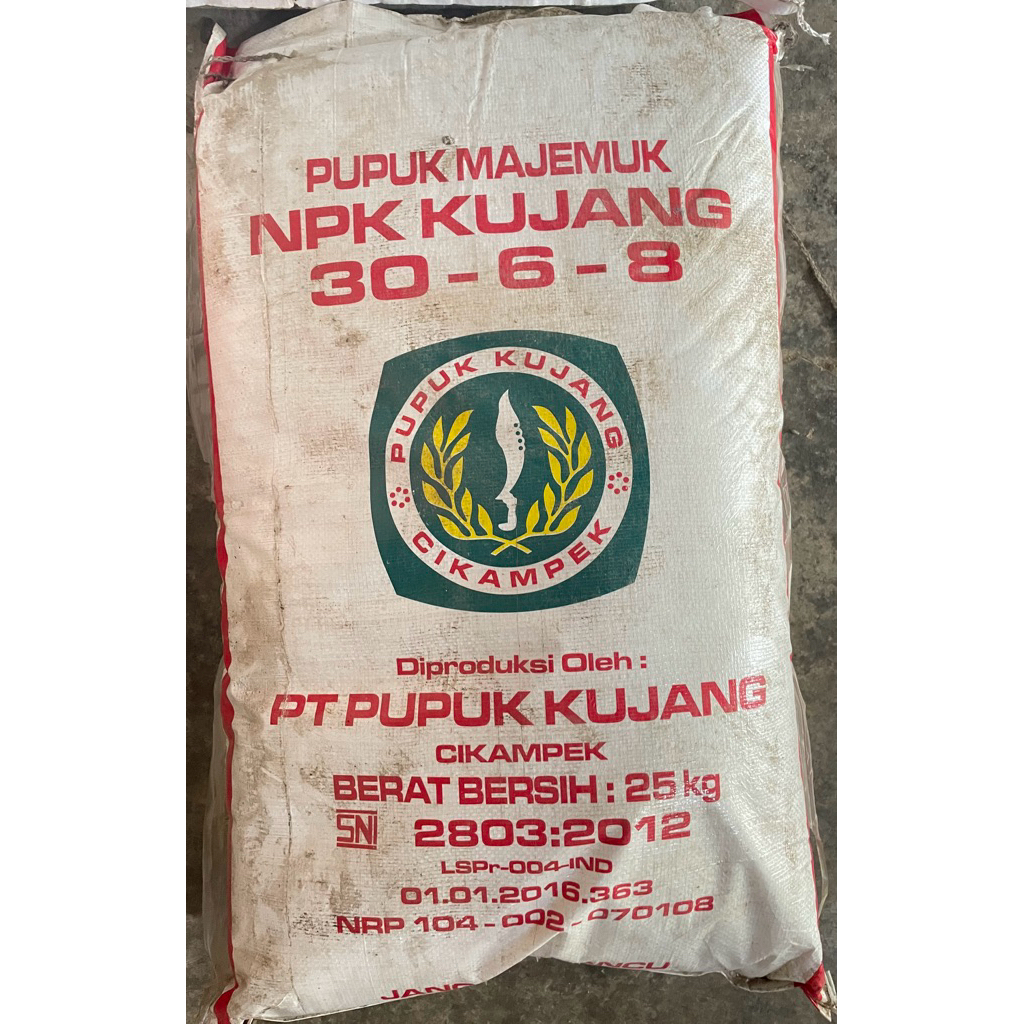 PUPUK MAJEMUK
NPK KUJANG
30 - 6 - 8
PUPUK KUJANG
CIKAMPEK
Diproduksi Oleh :
PT PUPUK KUJANG
CIKAMPEK
BERAT BERSIH : 25 kg
SNI 2803:2012
LSPr-004-IND
01.01.2016.363
NRP 104 - 002 - 070108